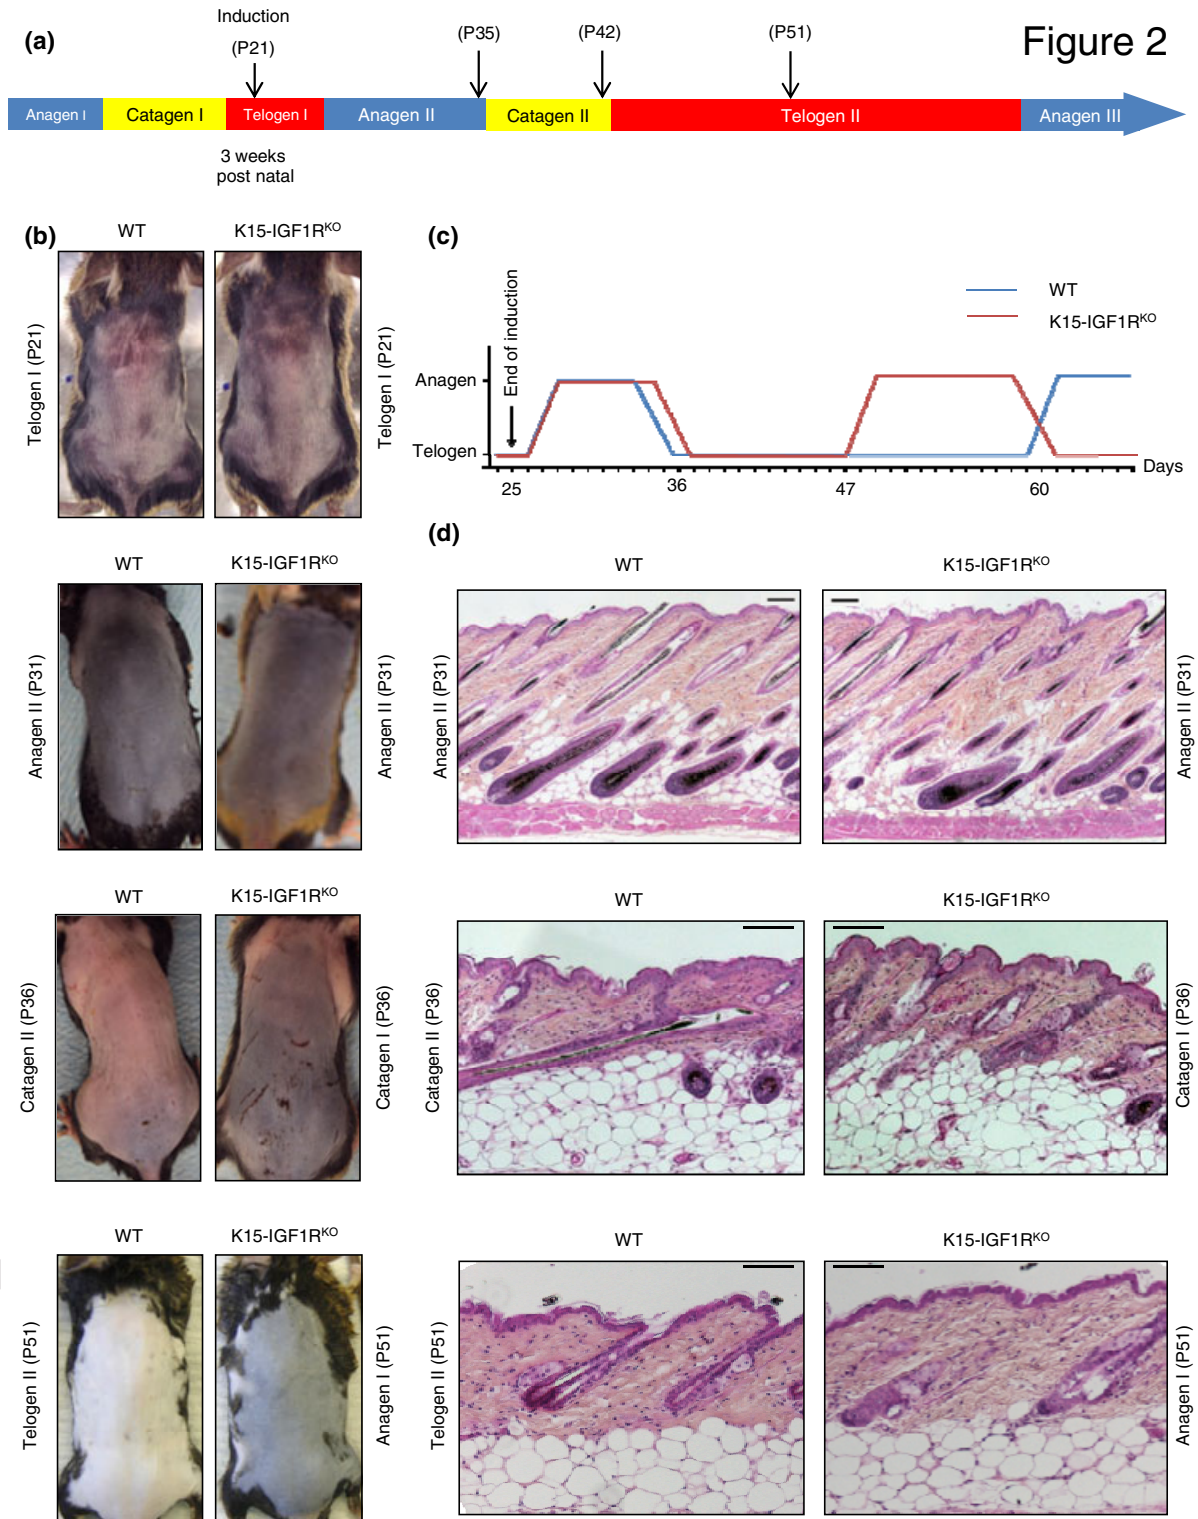 Figure 2
(a)
Induction
(P21)
(P35)
(P42)
(P51)
Anagen I
Catagen I
Telogen I
Anagen II
Catagen II
Telogen II
Anagen III
3 weeks
post natal
(b)
WT
K15-IGF1RKO
Telogen I (P21)
Telogen I (P21)
WT
K15-IGF1RKO
Anagen II (P31)
Anagen II (P31)
WT
K15-IGF1RKO
Catagen II (P36)
Catagen I (P36)
WT
K15-IGF1RKO
Telogen II (P51)
Anagen I (P51)
(c)
End of induction
WT
K15-IGF1RKO
Anagen
Telogen
25
36
47
60
Days
(d)
WT
K15-IGF1RKO
Anagen II (P31)
Anagen II (P31)
WT
K15-IGF1RKO
Catagen II (P36)
Catagen I (P36)
WT
K15-IGF1RKO
Telogen II (P51)
Anagen I (P51)